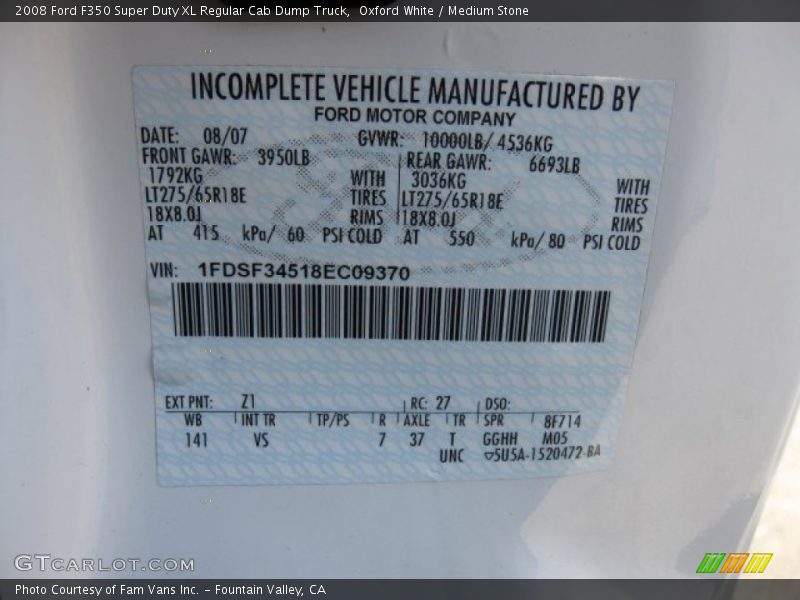 2008 Ford F350 Super Duty XL Regular Cab Dump Truck,  Oxford White / Medium Stone
INCOMPLETE VEHICLE MANUFACTURED BY
FORD MOTOR COMPANY
DATE: 08/07 GVWR: 10000LB/ 4536KG
FRONT GAWR: 3950LB REAR GAWR: 6693LB
1792KG WITH 3036KG WITH
LT275/65R18E TIRES LT275/65R18E TIRES
18X8.0J RIMS 18X8.0J RIMS
AT 415 kPa/ 60 PSI COLD AT 550 kPa/ 80 PSI COLD
VIN: 1FDSF34518EC09370
EXT PNT: Z1 RC: 27 DSO:
WB INT TR TP/PS R AXLE TR SPR 8F714
141 VS 7 37 T GGHH M05
UNC ▽5U5A-1520472-BA
GTCARLOT.COM
Photo Courtesy of Fam Vans Inc. - Fountain Valley, CA